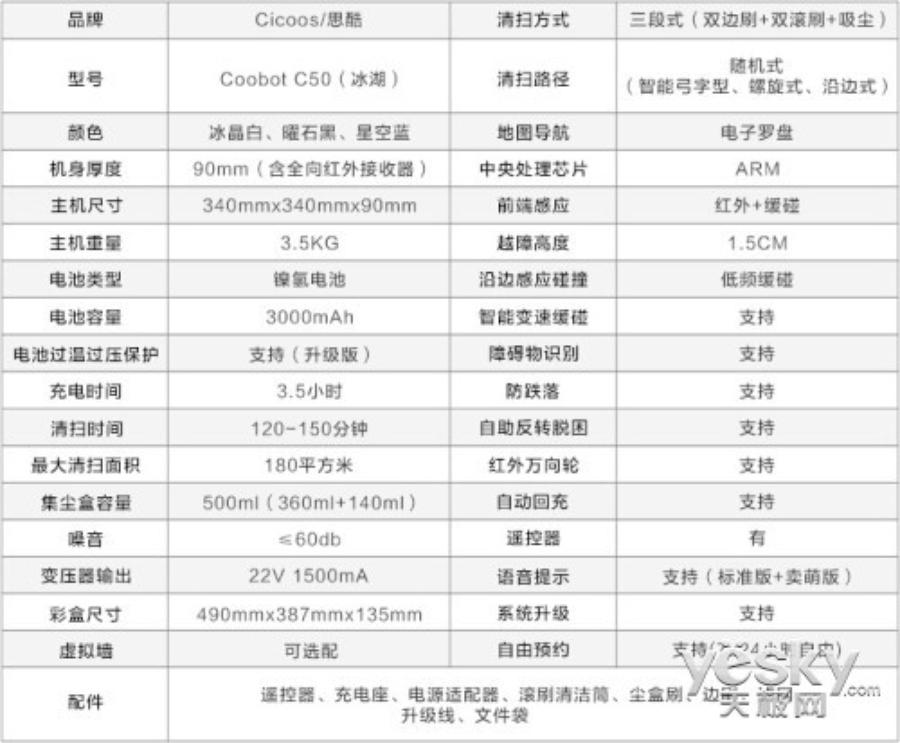 品牌 Cicoos/思酷 清扫方式 三段式（双边刷+双滚刷+吸尘）
型号 Coobot C50（冰湖） 清扫路径 随机式
（智能弓字型、螺旋式、沿边式）
颜色 冰晶白、曜石黑、星空蓝 地图导航 电子罗盘
机身厚度 90mm（含全向红外接收器） 中央处理芯片 ARM
主机尺寸 340mmx340mmx90mm 前端感应 红外+缓碰
主机重量 3.5KG 越障高度 1.5CM
电池类型 镍氢电池 沿边感应碰撞 低频缓碰
电池容量 3000mAh 智能变速缓碰 支持
电池过温过压保护 支持（升级版） 障碍物识别 支持
充电时间 3.5小时 防跌落 支持
清扫时间 120-150分钟 自助反转脱困 支持
最大清扫面积 180平方米 红外万向轮 支持
集尘盒容量 500ml（360ml+140ml） 自动回充 支持
噪音 ≤60db 遥控器 有
变压器输出 22V 1500mA 语音提示 支持（标准版+卖萌版）
彩盒尺寸 490mmx387mmx135mm 系统升级 支持
虚拟墙 可选配 自由预约 支持(7x24小时自由)
配件 遥控器、充电座、电源适配器、滚刷清洁筒、尘盒刷、边
升级线、文件袋
yesky.com
天极网